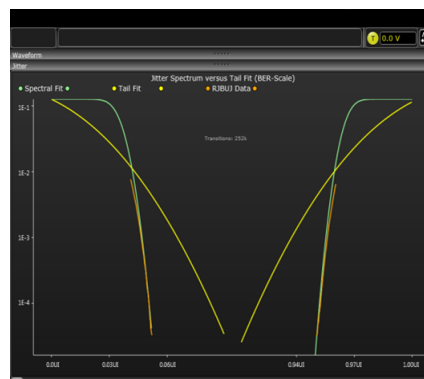 T 0.0 V
Waveform
Jitter
Jitter Spectrum versus Tail Fit (BER-Scale)
Spectral Fit Tail Fit RJBUJ Data
1E-1
Transitions: 252k
1E-2
1E-3
1E-4
0.0UI 0.03UI 0.06UI 0.94UI 0.97UI 1.00UI